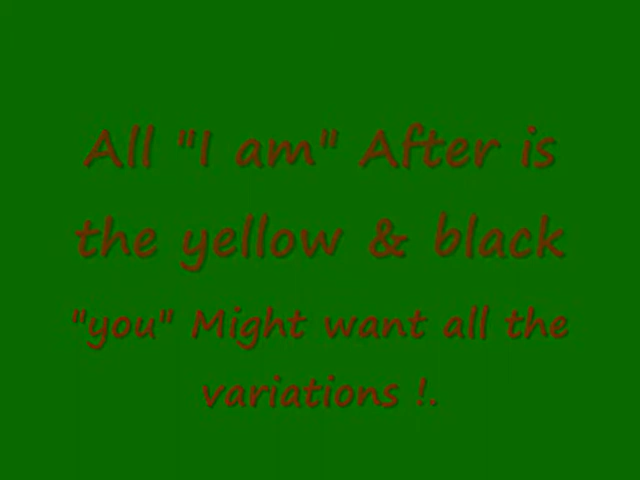 All "I am" After is
the yellow & black
"you" Might want all the
variations !.